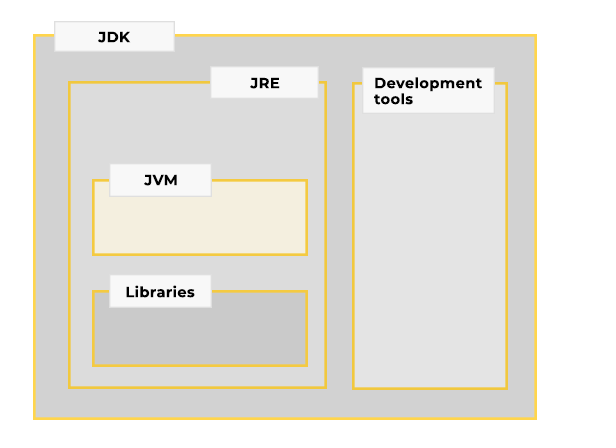 JDK
JRE
Development
tools
JVM
Libraries